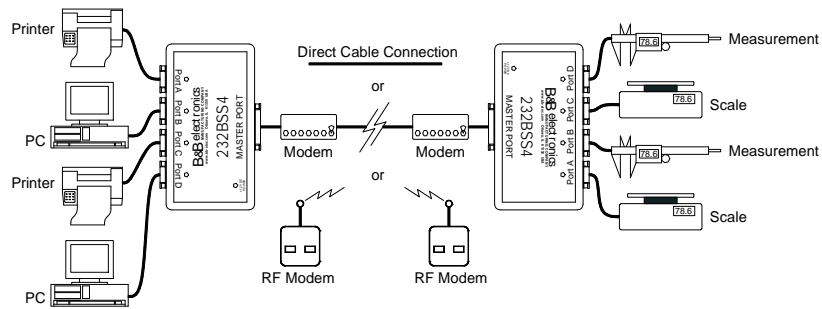 Printer
PC
Printer
PC
Port A
Port B
Port C
Port D
B&B electronics
232BSS4
MASTER PORT
Direct Cable Connection
or
Modem
Modem
or
RF Modem
RF Modem
MASTER PORT
232BSS4
B&B electronics
Port D
Port C
Port B
Port A
78.6
Measurement
78.6
Scale
78.6
Measurement
78.6
Scale